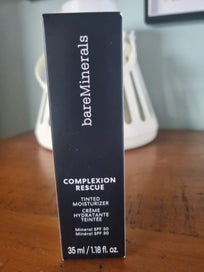 bareMinerals
COMPLEXION
RESCUE
TINTED
MOISTURIZER
CRÈME
HYDRATANTE
TEINTÉE
Mineral SPF 30
Minéral SPF 30
35 ml / 1.18 fl. oz.